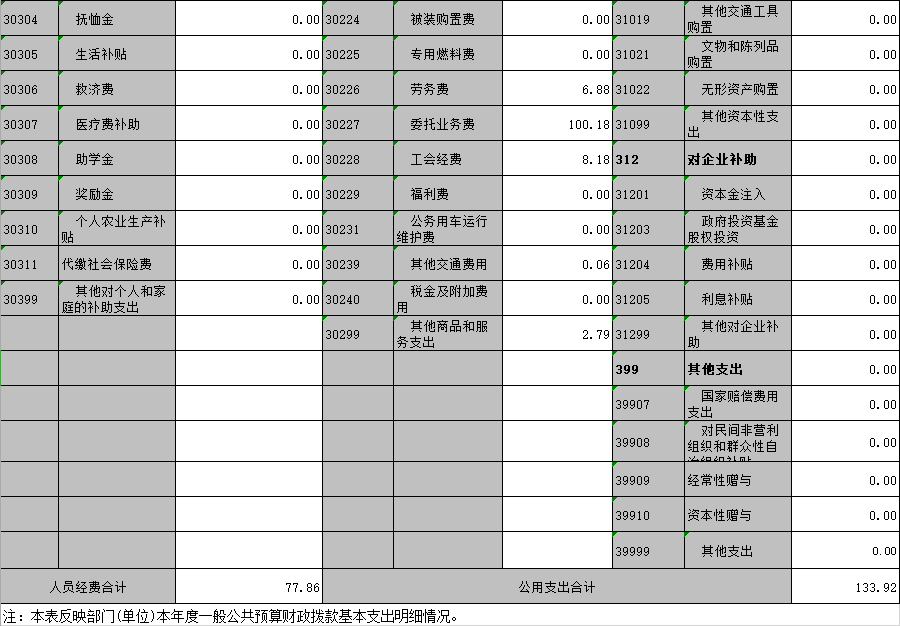 30304 抚恤金 0.00 30224 被装购置费 0.00 31019 其他交通工具购置 0.00
30305 生活补贴 0.00 30225 专用燃料费 0.00 31021 文物和陈列品购置 0.00
30306 救济费 0.00 30226 劳务费 6.88 31022 无形资产购置 0.00
30307 医疗费补助 0.00 30227 委托业务费 100.18 31099 其他资本性支出 0.00
30308 助学金 0.00 30228 工会经费 8.18 312 对企业补助 0.00
30309 奖励金 0.00 30229 福利费 0.00 31201 资本金注入 0.00
30310 个人农业生产补贴 0.00 30231 公务用车运行维护费 0.00 31203 政府投资基金股权投资 0.00
30311 代缴社会保险费 0.00 30239 其他交通费用 0.06 31204 费用补贴 0.00
30399 其他对个人和家庭的补助支出 0.00 30240 税金及附加费用 0.00 31205 利息补贴 0.00
30299 其他商品和服务支出 2.79 31299 其他对企业补助 0.00
399 其他支出 0.00
39907 国家赔偿费用支出 0.00
39908 对民间非营利组织和群众性自治组织补贴 0.00
39909 经常性赠与 0.00
39910 资本性赠与 0.00
39999 其他支出 0.00
人员经费合计 77.86 公用支出合计 133.92
注：本表反映部门(单位)本年度一般公共预算财政拨款基本支出明细情况。